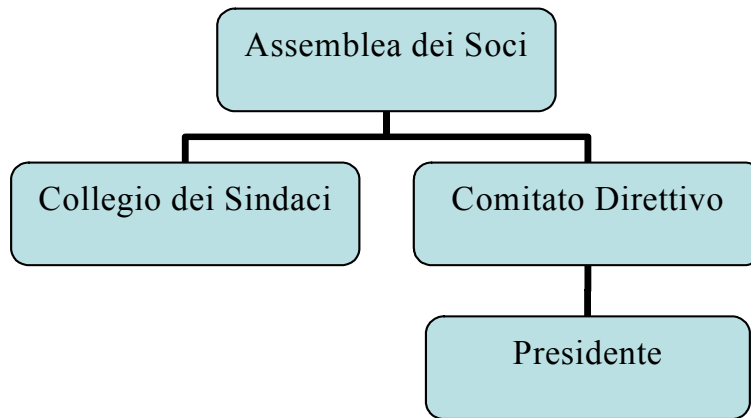 Assemblea dei Soci
Collegio dei Sindaci
Comitato Direttivo
Presidente